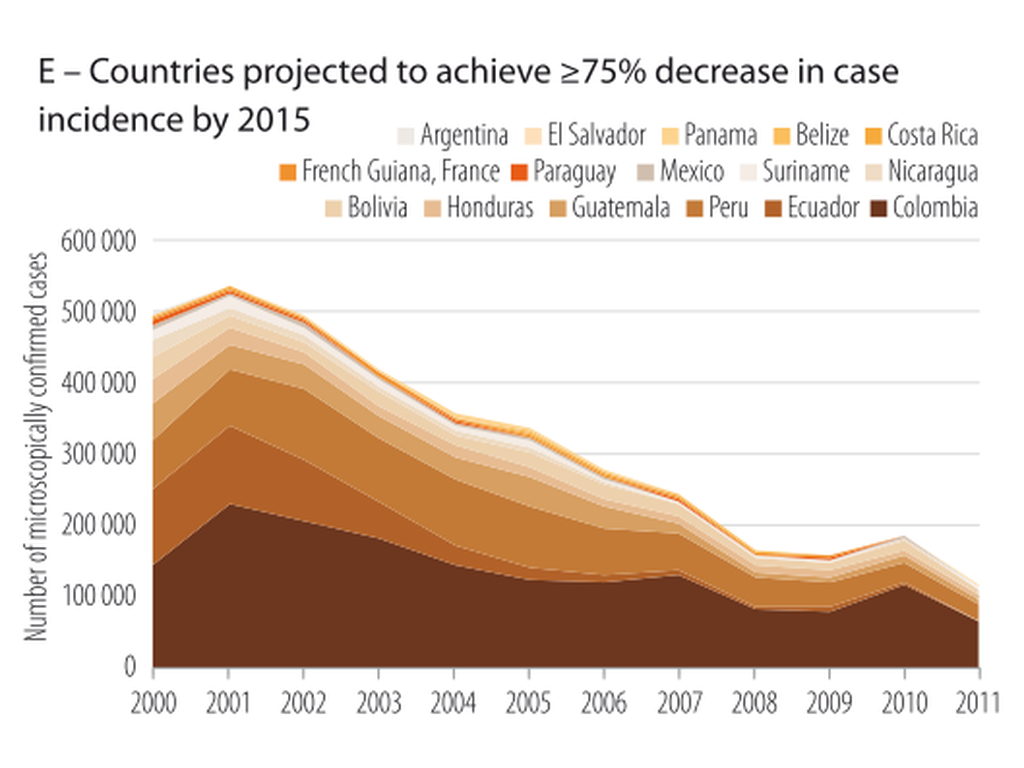 E – Countries projected to achieve ≥75% decrease in case
incidence by 2015
Argentina El Salvador Panama Belize Costa Rica
French Guiana, France Paraguay Mexico Suriname Nicaragua
Bolivia Honduras Guatemala Peru Ecuador Colombia
Number of microscopically confirmed cases
600 000
500 000
400 000
300 000
200 000
100 000
0
2000 2001 2002 2003 2004 2005 2006 2007 2008 2009 2010 2011